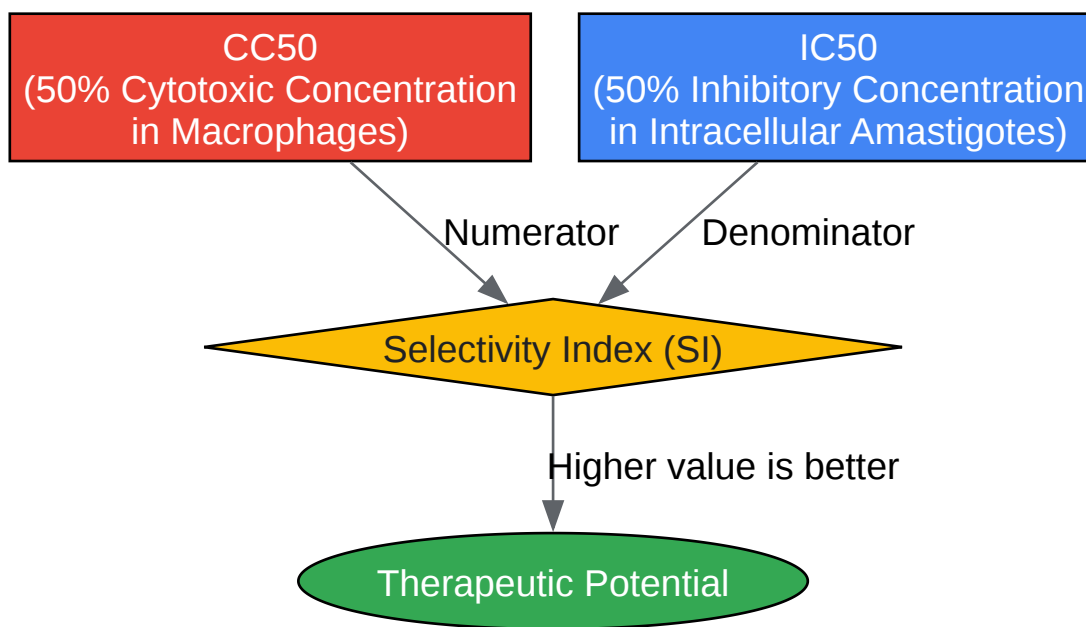 CC50
(50% Cytotoxic Concentration
in Macrophages)
IC50
(50% Inhibitory Concentration
in Intracellular Amastigotes)
Numerator
Denominator
Selectivity Index (SI)
Higher value is better
Therapeutic Potential